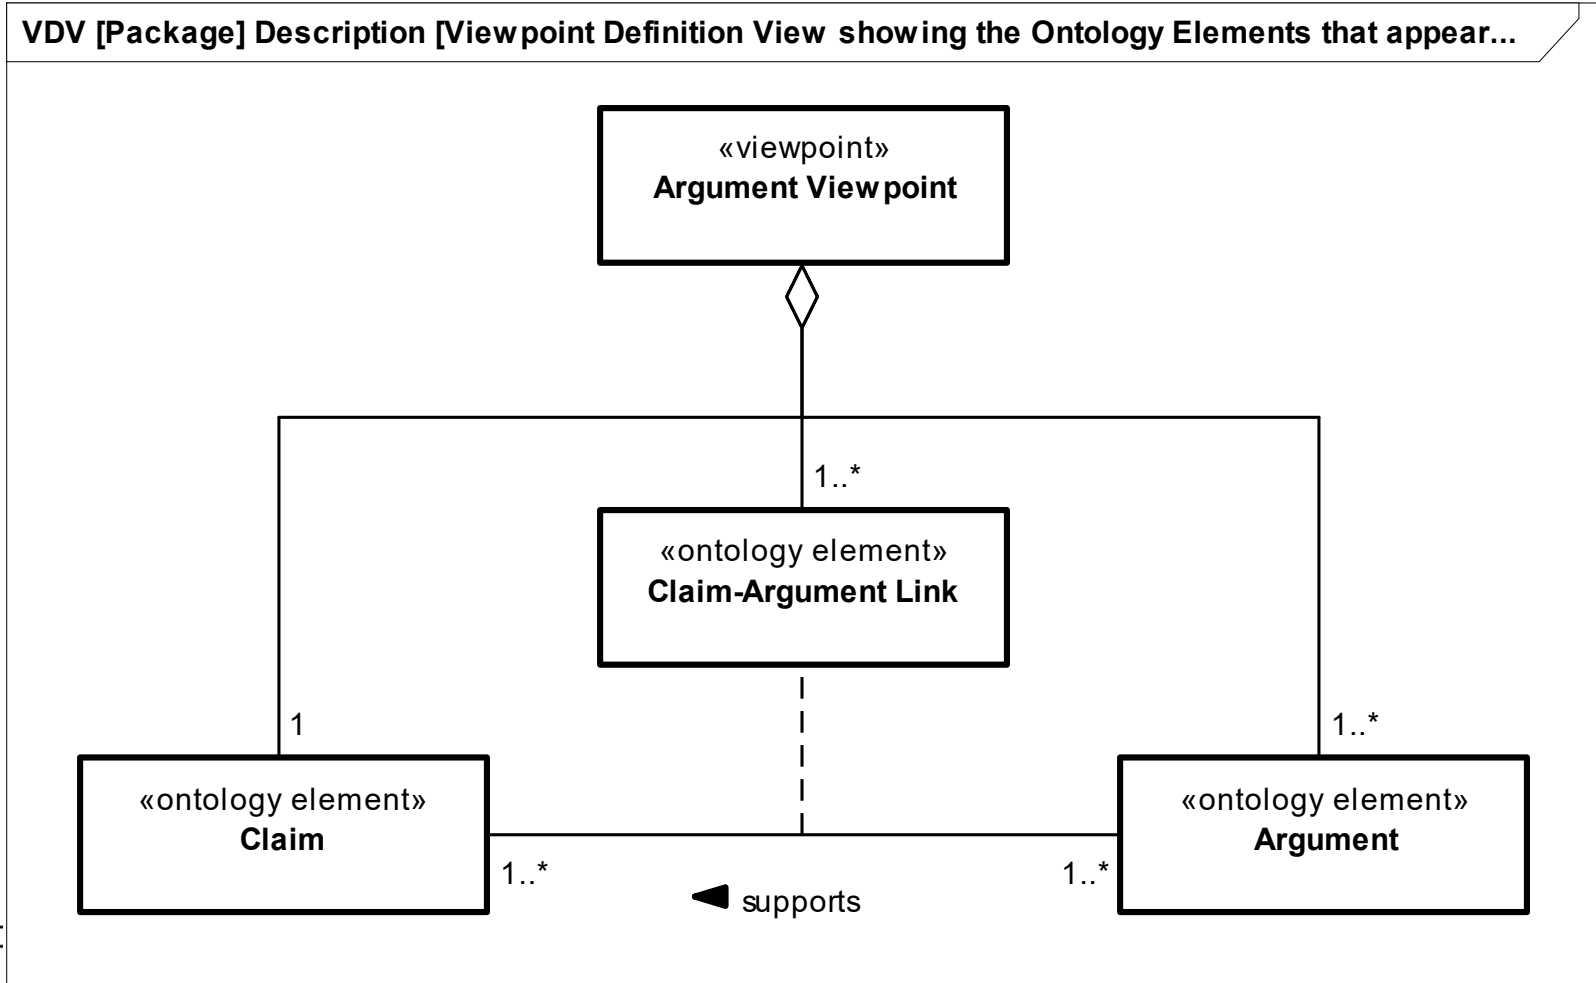 VDV [Package] Description [Viewpoint Definition View showing the Ontology Elements that appear...
«viewpoint»
Argument Viewpoint
1..*
«ontology element»
Claim-Argument Link
1
1..*
«ontology element»
Claim
«ontology element»
Argument
1..*
1..*
supports